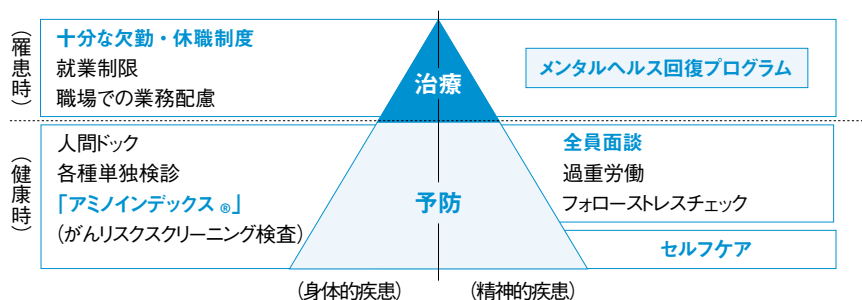 (罹患時)
十分な欠勤・休職制度
就業制限
職場での業務配慮
治療
メンタルヘルス回復プログラム
(健康時)
人間ドック
各種単独検診
「アミノインデックス®」
(がんリスクスクリーニング検査)
予防
全員面談
過重労働
フォローストレスチェック
セルフケア
(身体的疾患)
(精神的疾患)